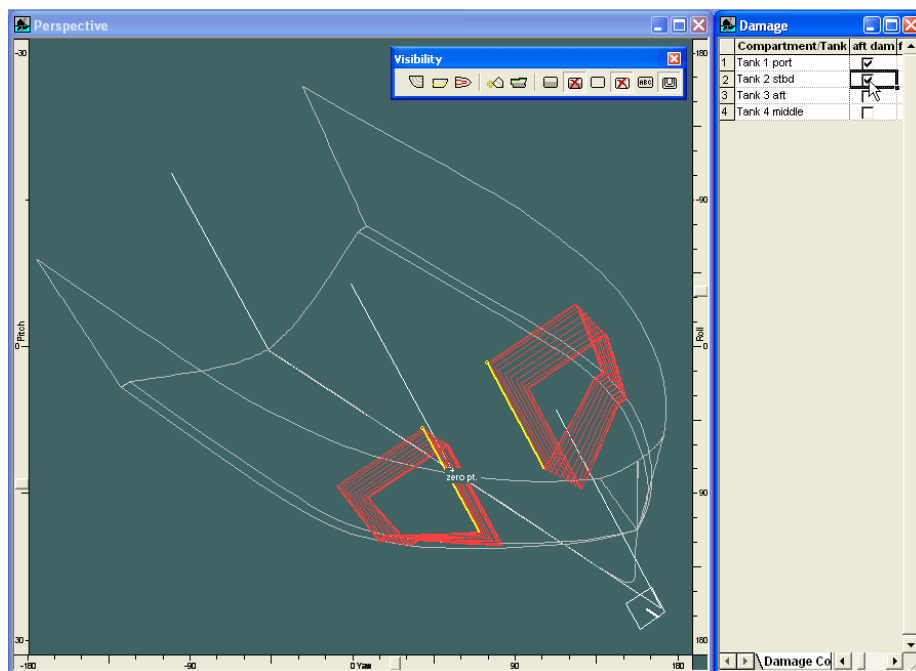 Perspective
Damage
-30
-180
Visibility
ABC
Compartment/Tank aft dam f
1 Tank 1 port
2 Tank 2 stbd
3 Tank 3 aft
4 Tank 4 middle
-90
0 Pitch
0 Roll
zero pt.
90
30
180
-180
-90
0 Yaw
90
180
Damage Co